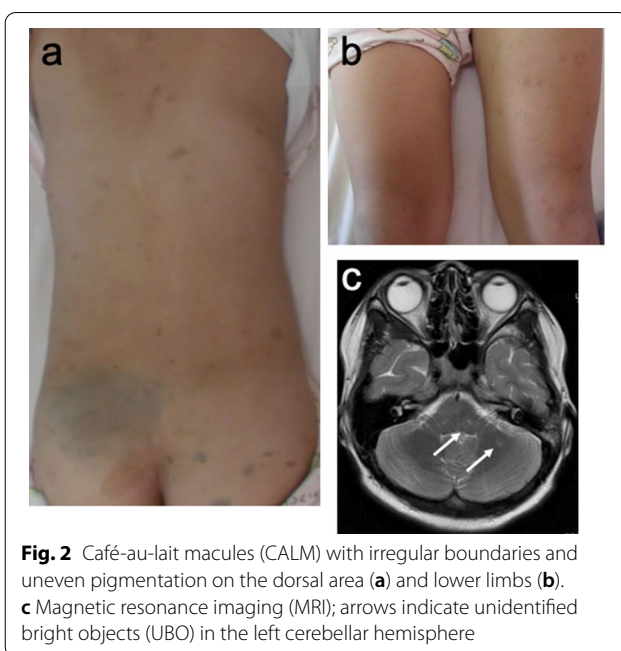 a
b
c
Fig. 2 Café-au-lait macules (CALM) with irregular boundaries and
uneven pigmentation on the dorsal area (a) and lower limbs (b).
c Magnetic resonance imaging (MRI); arrows indicate unidentified
bright objects (UBO) in the left cerebellar hemisphere